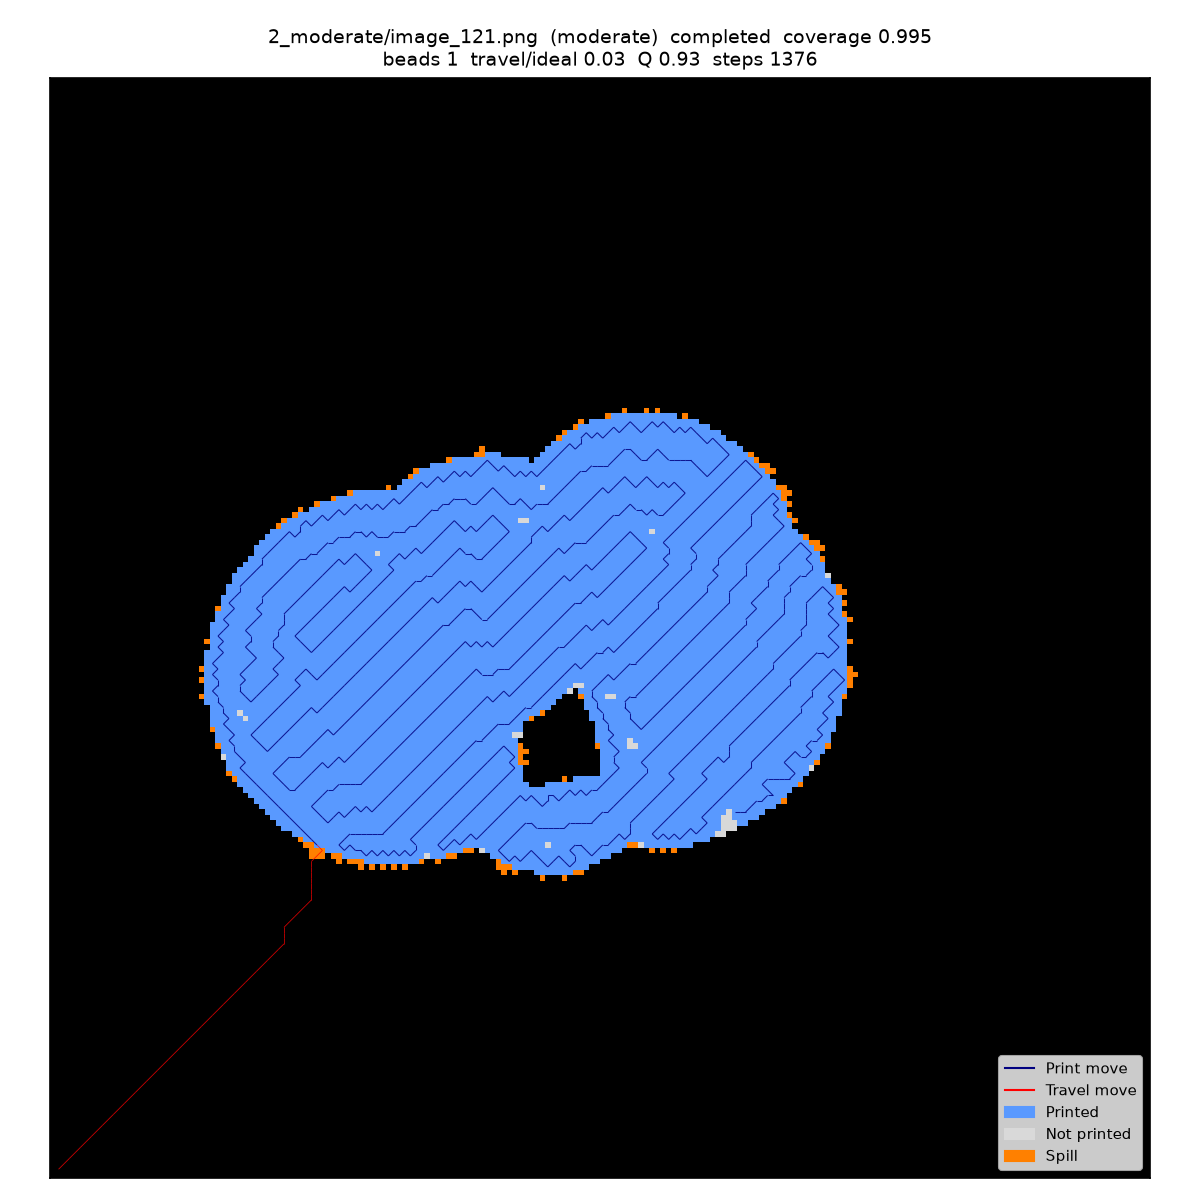 2_moderate/image_121.png  (moderate)  completed  coverage 0.995
beads 1  travel/ideal 0.03  Q 0.93  steps 1376
Print move
Travel move
Printed
Not printed
Spill